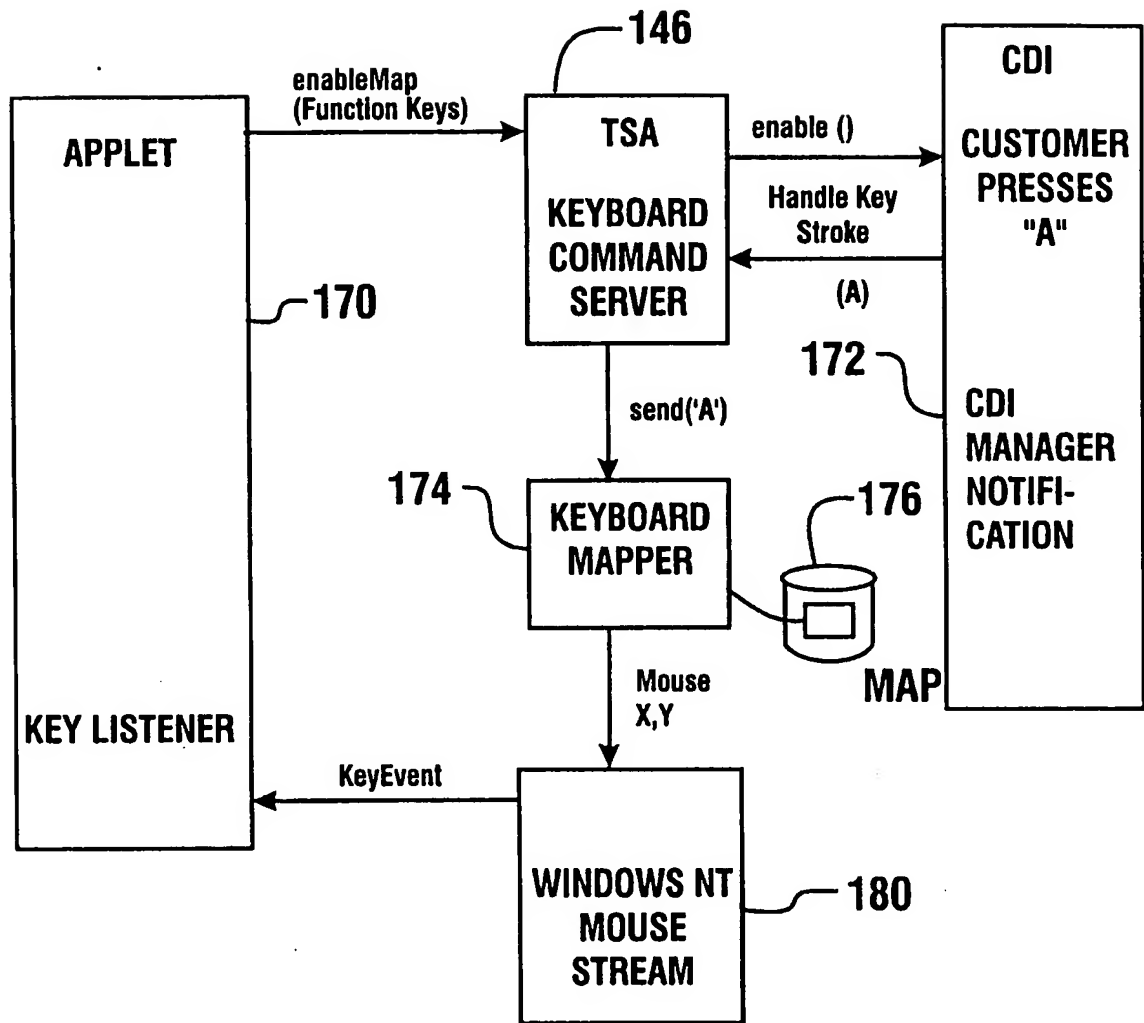 146
enableMap
(Function Keys)
APPLET
170
KEY LISTENER
TSA
KEYBOARD
COMMAND
SERVER
enable ()
Handle Key
Stroke
(A)
CDI
CUSTOMER
PRESSES
"A"
172
CDI
MANAGER
NOTIFI-
CATION
send('A')
174
KEYBOARD
MAPPER
176
MAP
Mouse
X,Y
KeyEvent
WINDOWS NT
MOUSE
STREAM
180